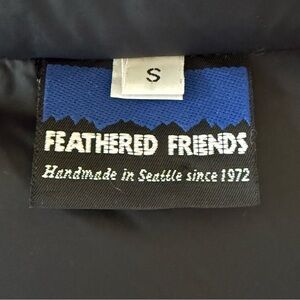 S
FEATHERED FRIENDS
Handmade in Seattle since 1972